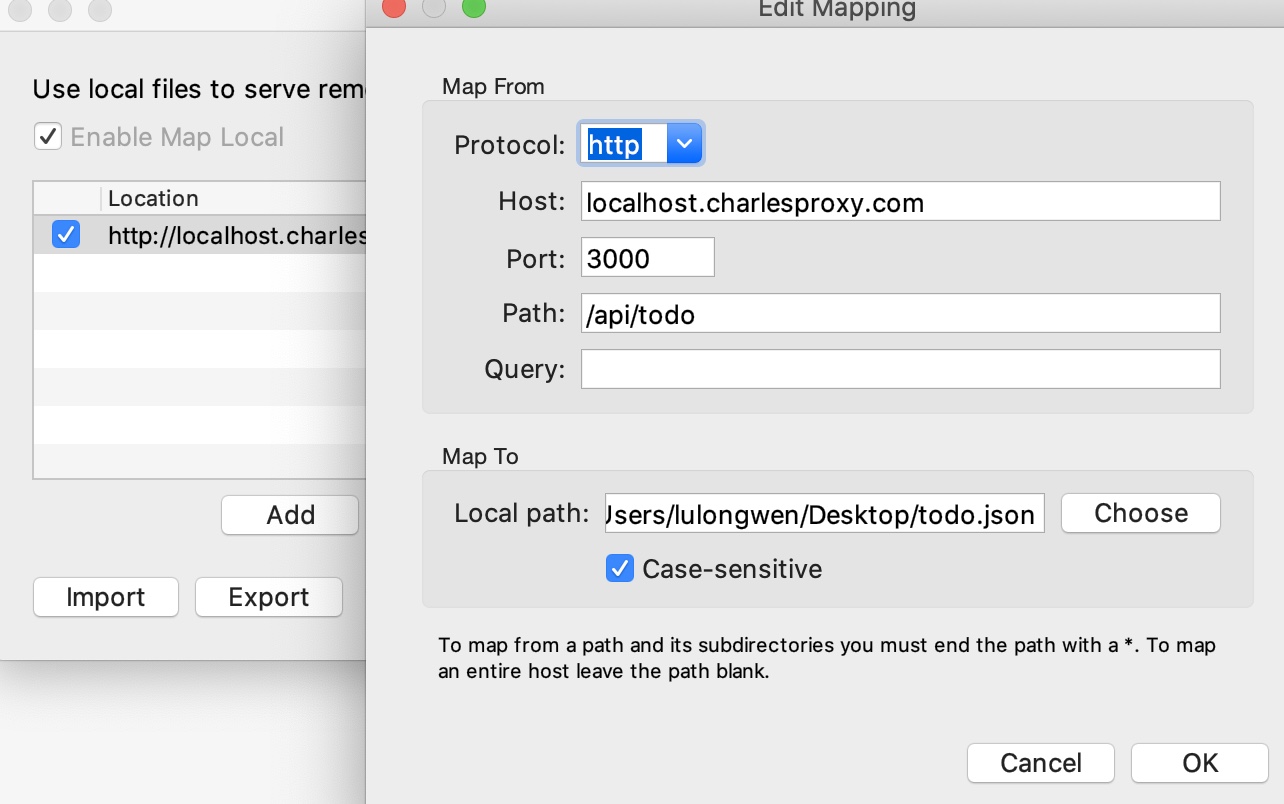 Edit Mapping
Use local files to serve
Enable Map Local
Location
http://localhost.charles
Add
Import
Export
Map From
Protocol: http
Host: localhost.charlesproxy.com
Port: 3000
Path: /api/todo
Query:
Map To
Local path: Users/lulongwen/Desktop/todo.json
Choose
Case-sensitive
To map from a path and its subdirectories you must end the path with a *. To map
an entire host leave the path blank.
Cancel
OK